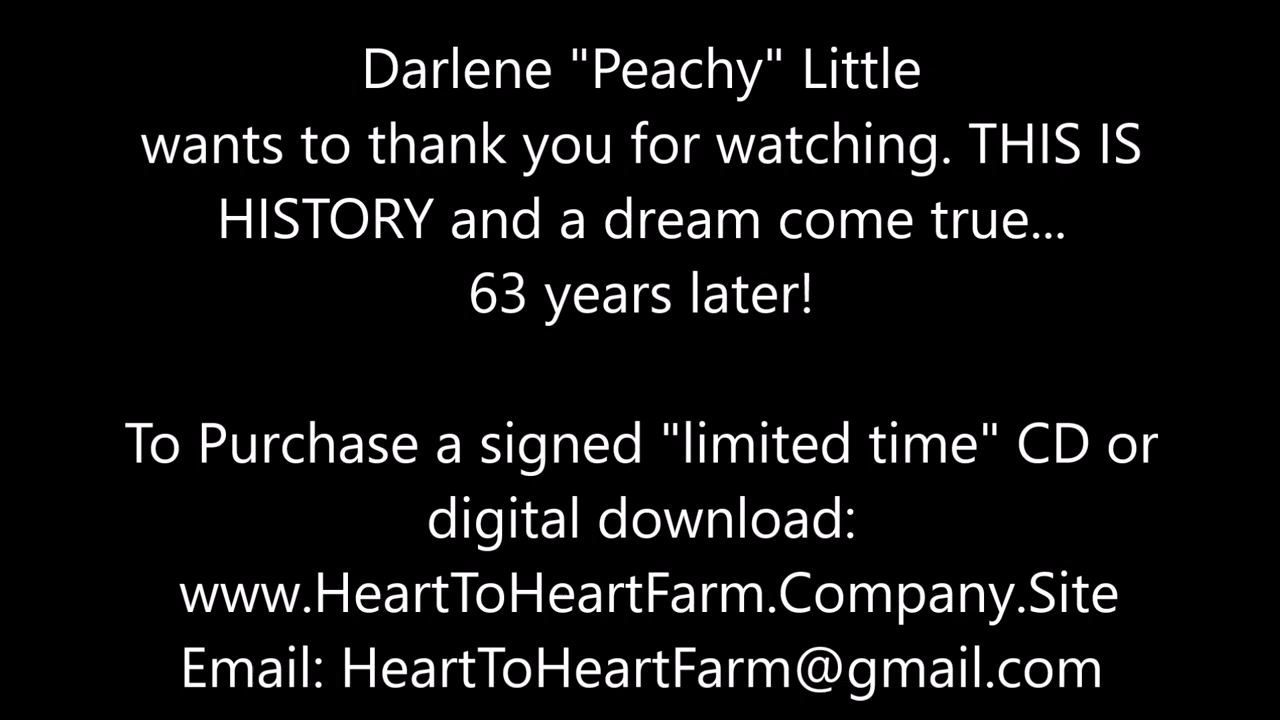 Darlene "Peachy" Little
wants to thank you for watching. THIS IS
HISTORY and a dream come true...
63 years later!
To Purchase a signed "limited time" CD or
digital download:
www.HeartToHeartFarm.Company.Site
Email: HeartToHeartFarm@gmail.com